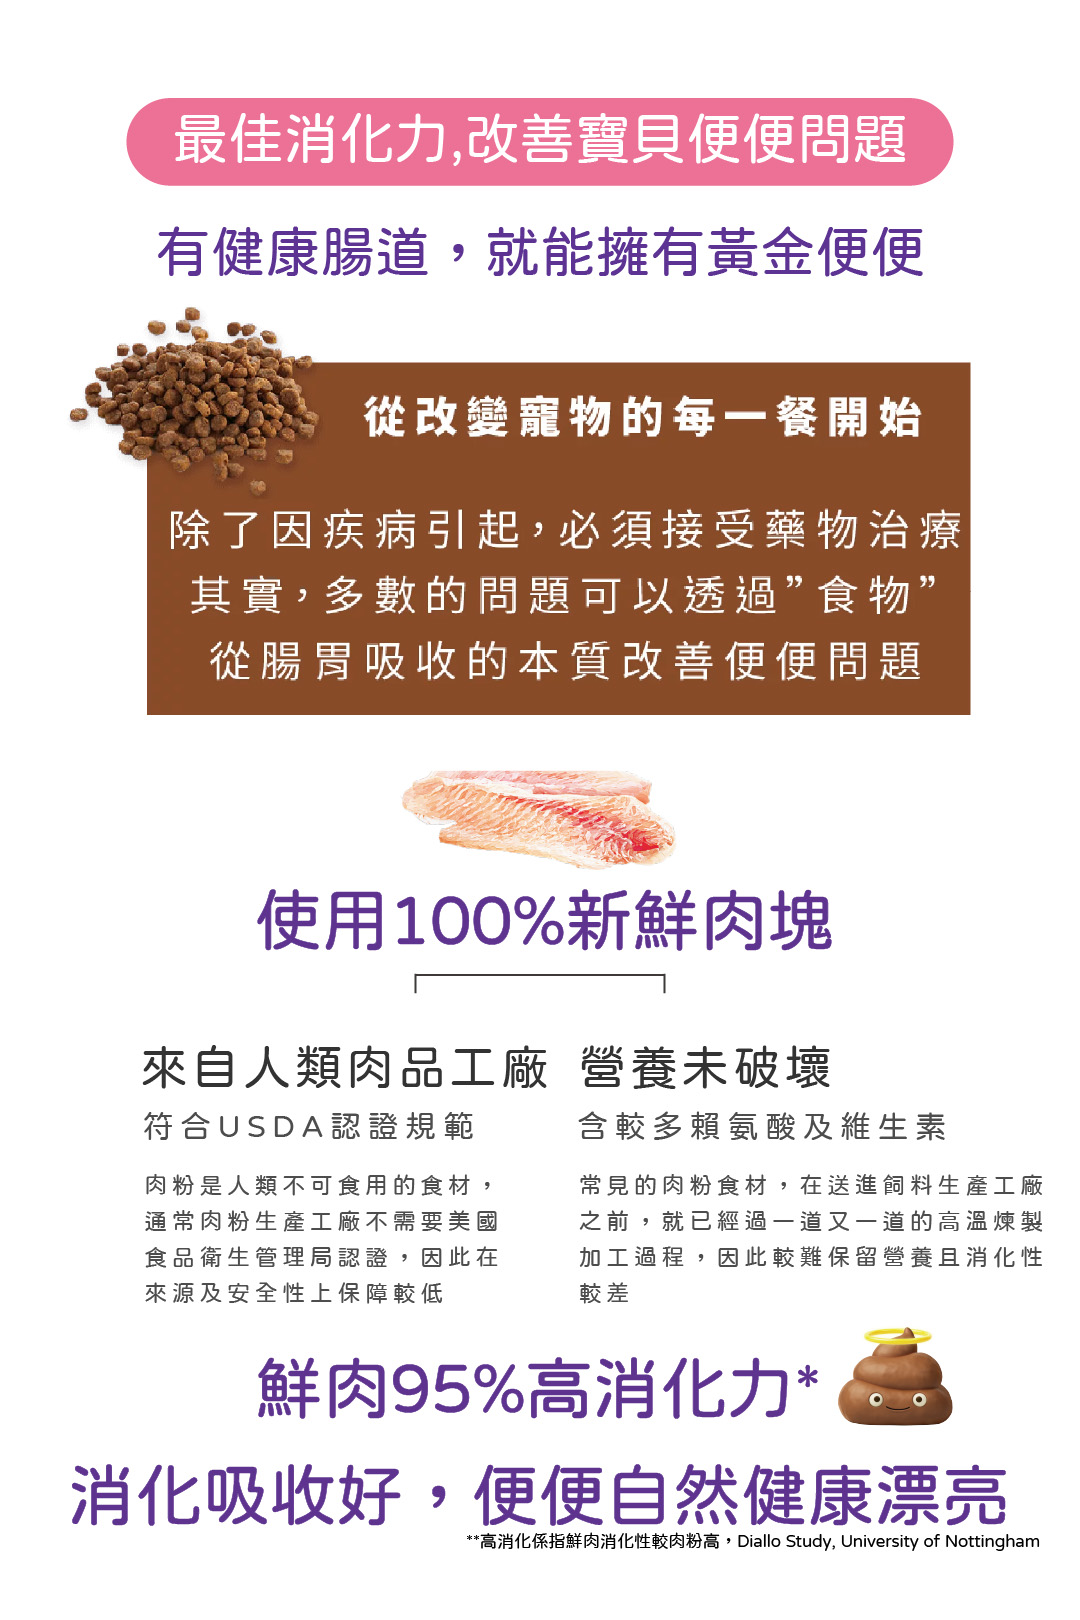 最佳消化力,改善寶貝便便問題
有健康腸道，就能擁有黃金便便
從改變寵物的每一餐開始
除了因疾病引起，必須接受藥物治療
其實，多數的問題可以透過”食物”
從腸胃吸收的本質改善便便問題
使用100%新鮮肉塊
來自人類肉品工廠
符合USDA認證規範
肉粉是人類不可食用的食材，
通常肉粉生產工廠不需要美國
食品衛生管理局認證，因此在
來源及安全性上保障較低
營養未破壞
含較多賴氨酸及維生素
常見的肉粉食材，在送進飼料生產工廠
之前，就已經過一道又一道的高溫煉製
加工過程，因此較難保留營養且消化性
較差
鮮肉95%高消化力*
消化吸收好，便便自然健康漂亮
**高消化係指鮮肉消化性較肉粉高，Diallo Study, University of Nottingham